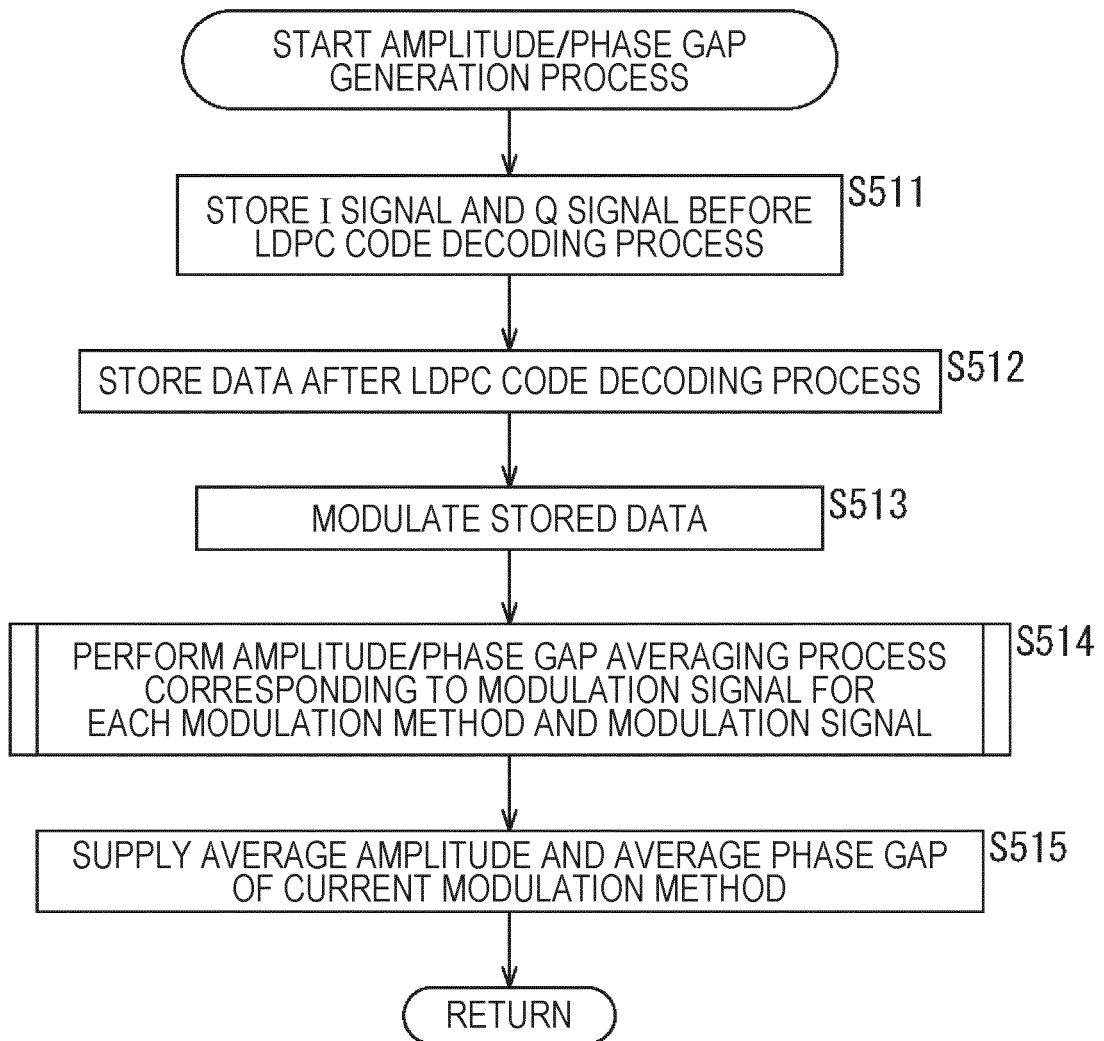 START AMPLITUDE/PHASE GAP
GENERATION PROCESS
S511
STORE I SIGNAL AND Q SIGNAL BEFORE
LDPC CODE DECODING PROCESS
S512
STORE DATA AFTER LDPC CODE DECODING PROCESS
S513
MODULATE STORED DATA
S514
PERFORM AMPLITUDE/PHASE GAP AVERAGING PROCESS
CORRESPONDING TO MODULATION SIGNAL FOR
EACH MODULATION METHOD AND MODULATION SIGNAL
S515
SUPPLY AVERAGE AMPLITUDE AND AVERAGE PHASE GAP
OF CURRENT MODULATION METHOD
RETURN